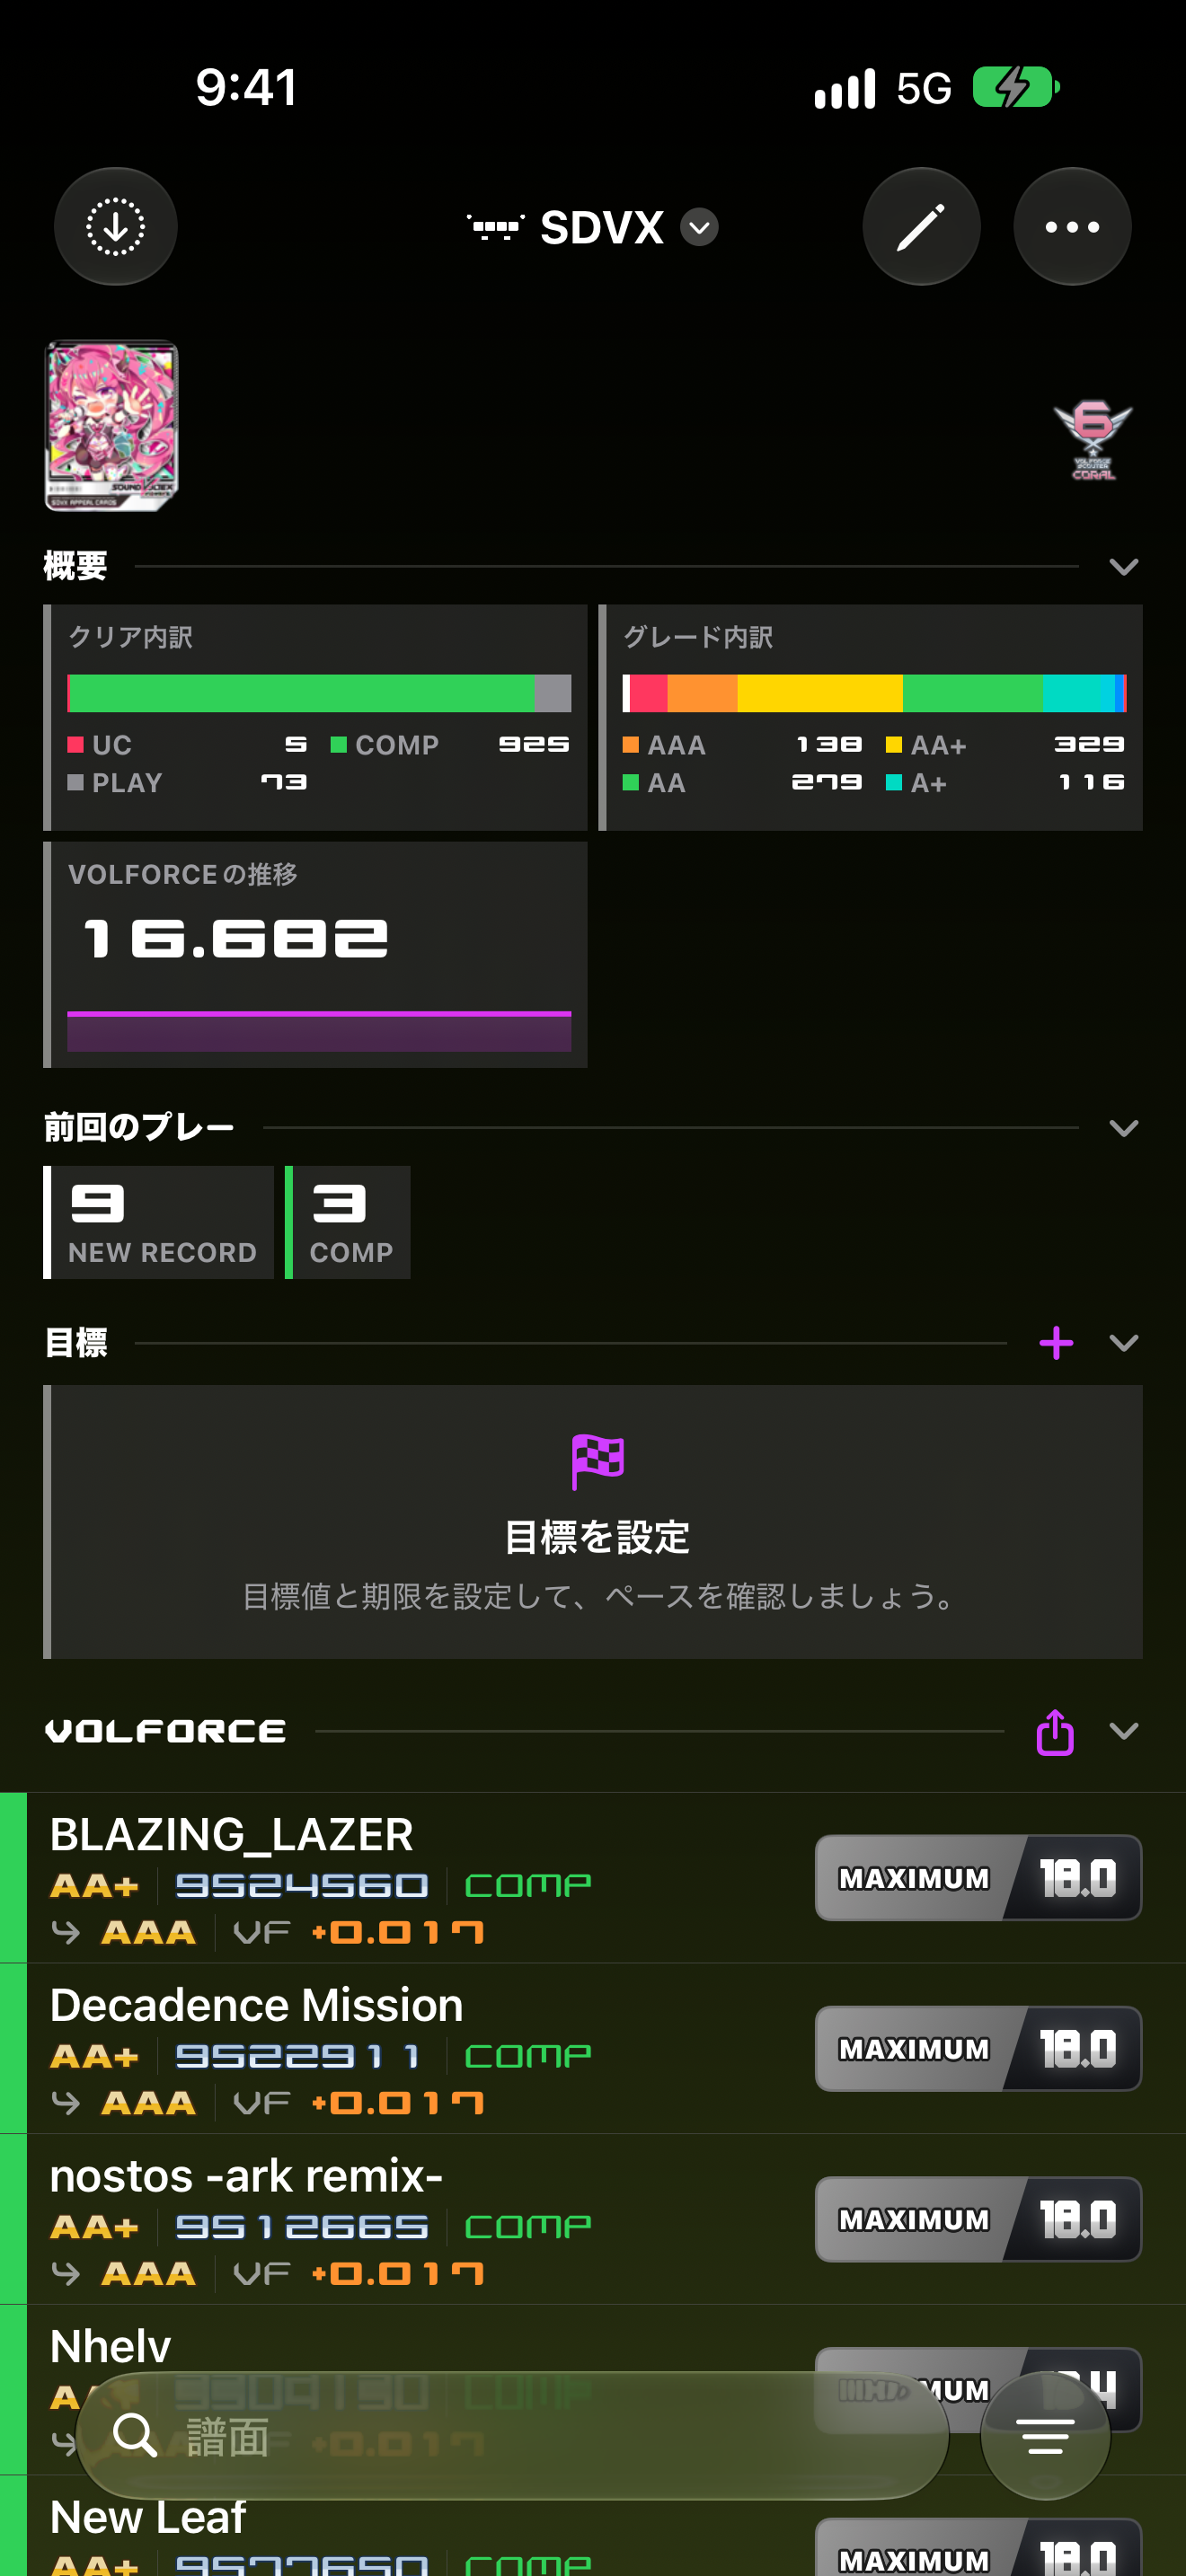 9:41
5G
SDVX
6
VOLFORCE
CORAL
概要
クリア内訳
UC 5 COMP 925
PLAY 73
グレード内訳
AAA 138 AA+ 329
AA 279 A+ 116
VOLFORCEの推移
16.682
前回のプレー
9
NEW RECORD
3
COMP
目標
目標を設定
目標値と期限を設定して、ペースを確認しましょう。
VOLFORCE
BLAZING_LAZER
AA+ 9524560 COMP
AAA VF +0.017
MAXIMUM 18.0
Decadence Mission
AA+ 9522911 COMP
AAA VF +0.017
MAXIMUM 18.0
nostos -ark remix-
AA+ 9512665 COMP
AAA VF +0.017
MAXIMUM 18.0
Nhelv
譜面
New Leaf
AA+ 9577650 COMP
MAXIMUM 18.0